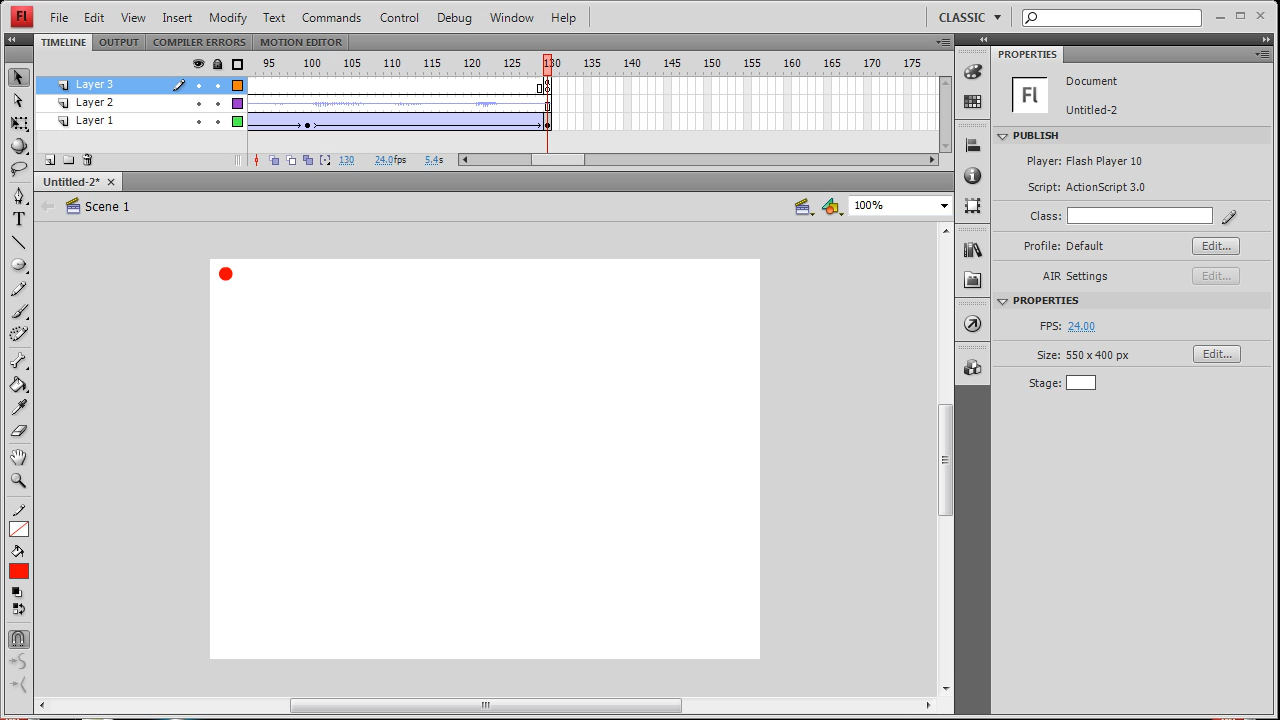 Fl File Edit View Insert Modify Text Commands Control Debug Window Help CLASSIC
TIMELINE OUTPUT COMPILER ERRORS MOTION EDITOR
95 100 105 110 115 120 125 130 135 140 145 150 155 160 165 170 175
Layer 3
Layer 2
Layer 1
130 24.0fps 5.4s
Untitled-2*
Scene 1 100%
T
PROPERTIES
Fl
Document
Untitled-2
PUBLISH
Player: Flash Player 10
Script: ActionScript 3.0
Class:
Profile: Default Edit...
AIR Settings Edit...
PROPERTIES
FPS: 24.00
Size: 550 x 400 px Edit...
Stage: